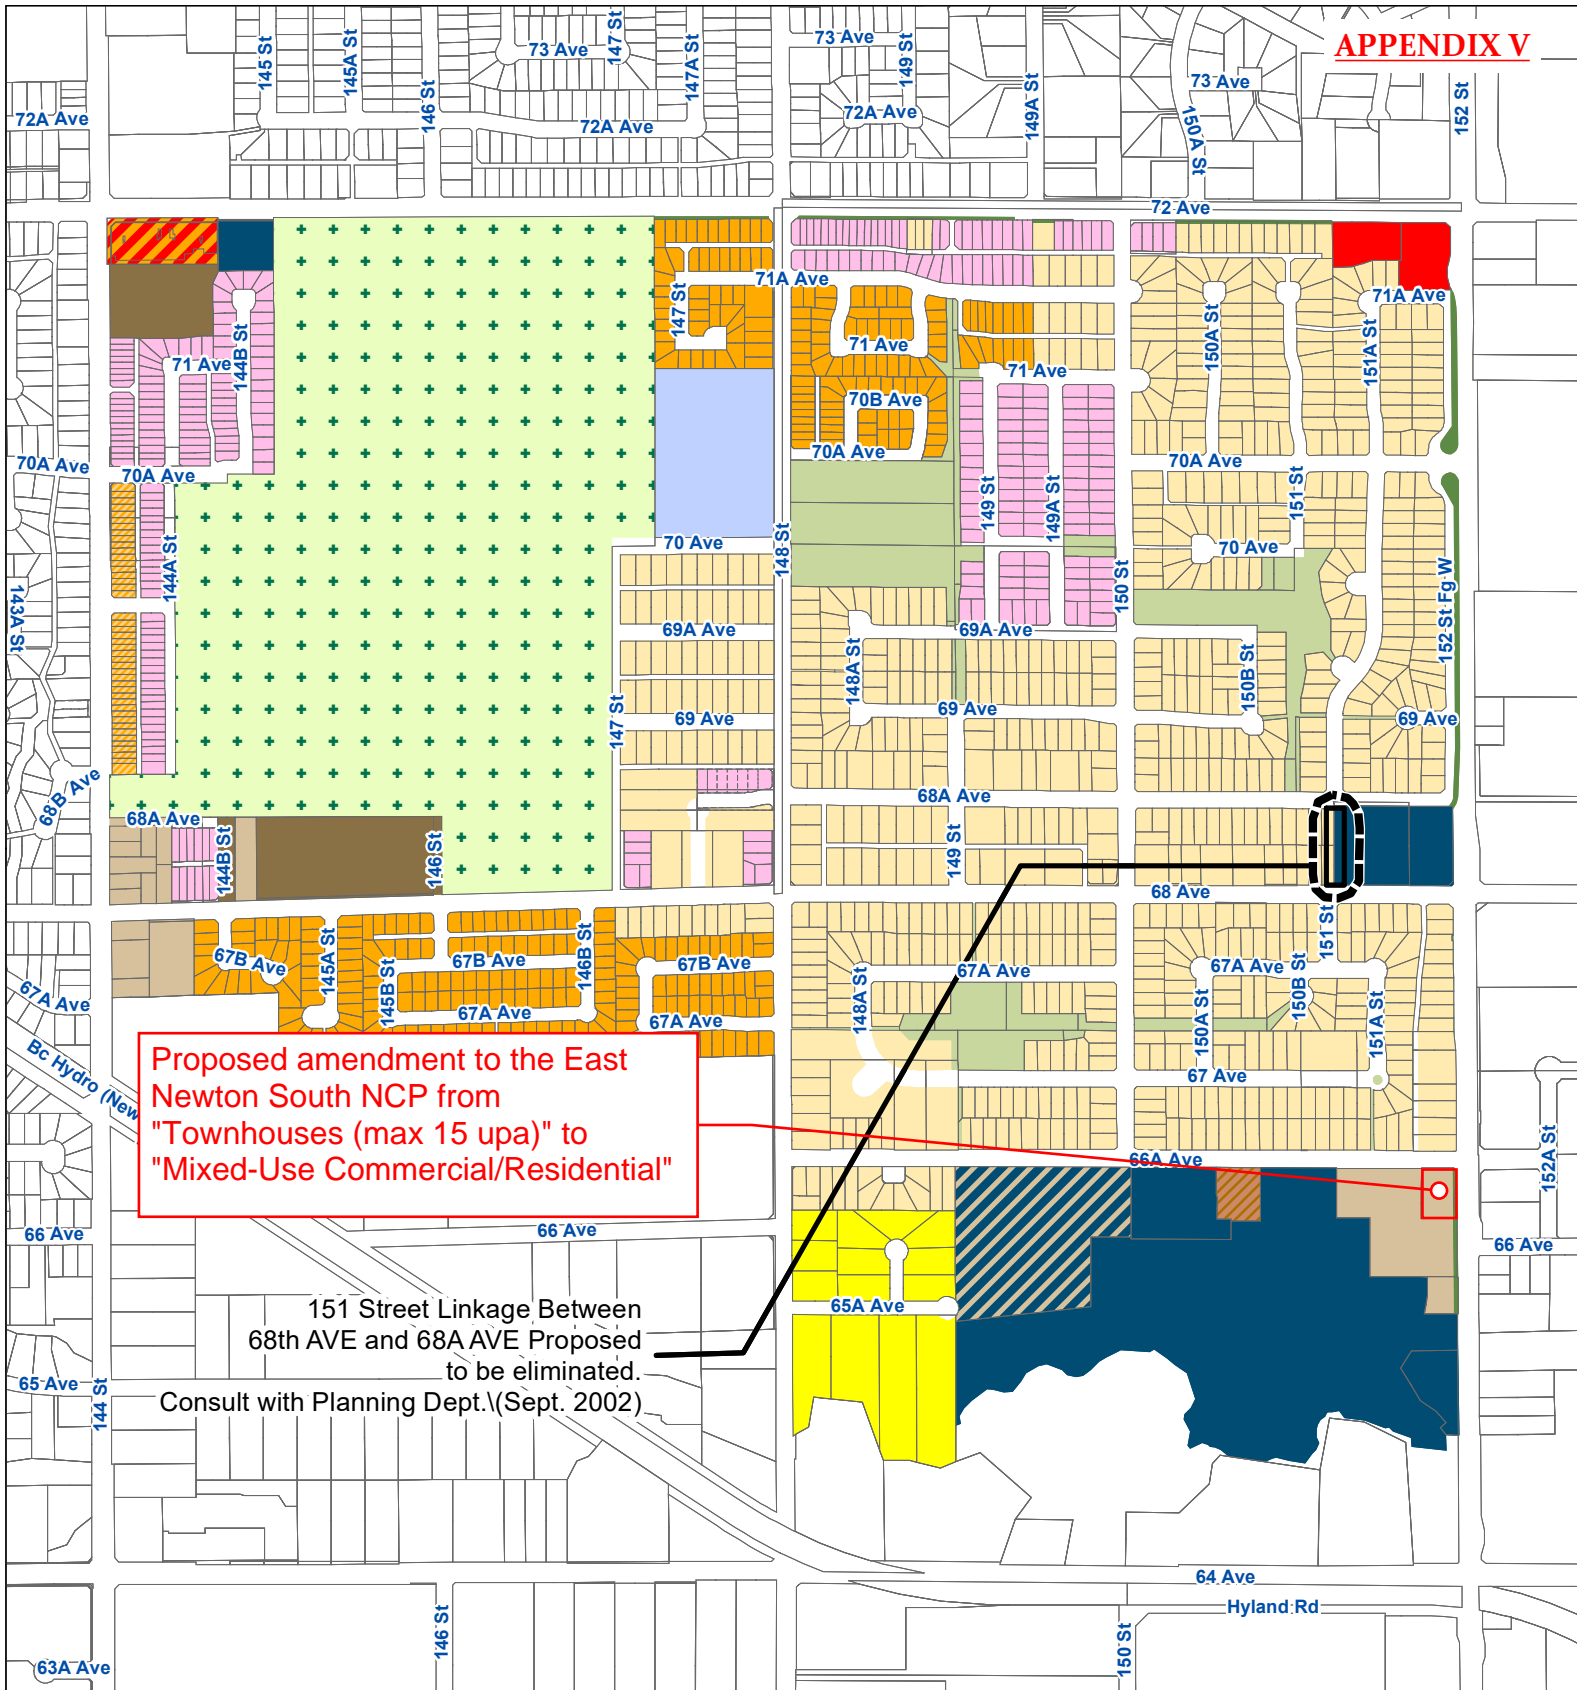 APPENDIX V
145 St
145A St
73 Ave
147 St
147A St
73 Ave
149 St
149A St
73 Ave
152 St
72A Ave
146 St
72A Ave
72A Ave
150A St
72 Ave
71A Ave
147 St
71A Ave
144B St
71 Ave
71 Ave
71 Ave
150A St
151A St
70B Ave
70A Ave
70A Ave
70A Ave
70A Ave
149 St
149A St
151 St
144A St
70 Ave
148 St
70 Ave
143A St
150 St
152 St Fg W
69A Ave
69A Ave
148A St
150B St
147 St
69 Ave
69 Ave
69 Ave
68B Ave
68A Ave
68A Ave
144B St
146 St
149 St
68 Ave
151 St
67B Ave
145A St
67B Ave
146B St
67B Ave
67A Ave
67A Ave
150B St
67A Ave
145B St
67A Ave
67A Ave
148A St
150A St
151A St
Bc Hydro (New
67 Ave
Proposed amendment to the East
Newton South NCP from
"Townhouses (max 15 upa)" to
"Mixed-Use Commercial/Residential"
66A Ave
152A St
66 Ave
66 Ave
66 Ave
65A Ave
151 Street Linkage Between
68th AVE and 68A AVE Proposed
to be eliminated.
Consult with Planning Dept.\(Sept. 2002)
65 Ave
144 St
64 Ave
Hyland Rd
146 St
150 St
63A Ave